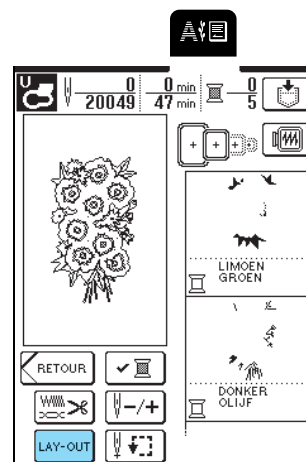 A
U
0 0 min 0
20049 47 min 5
LIMOEN
GROEN
RETOUR
DONKER
OLIJF
-/+
LAY-OUT